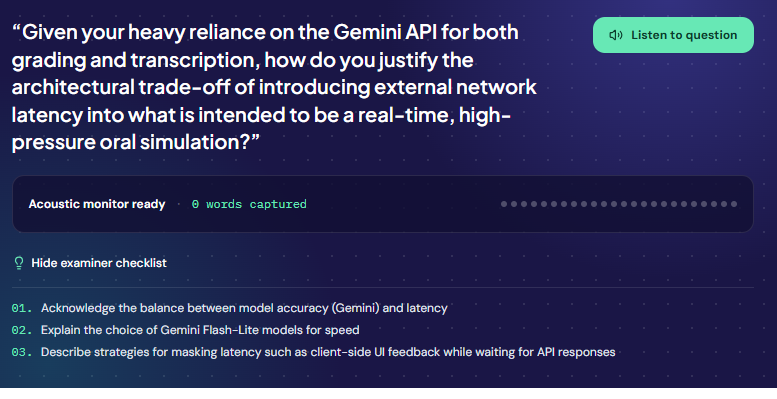 “Given your heavy reliance on the Gemini API for both
grading and transcription, how do you justify the
architectural trade-off of introducing external network
latency into what is intended to be a real-time, high-
pressure oral simulation?”
Listen to question
Acoustic monitor ready · 0 words captured
Hide examiner checklist
01. Acknowledge the balance between model accuracy (Gemini) and latency
02. Explain the choice of Gemini Flash-Lite models for speed
03. Describe strategies for masking latency such as client-side UI feedback while waiting for API responses